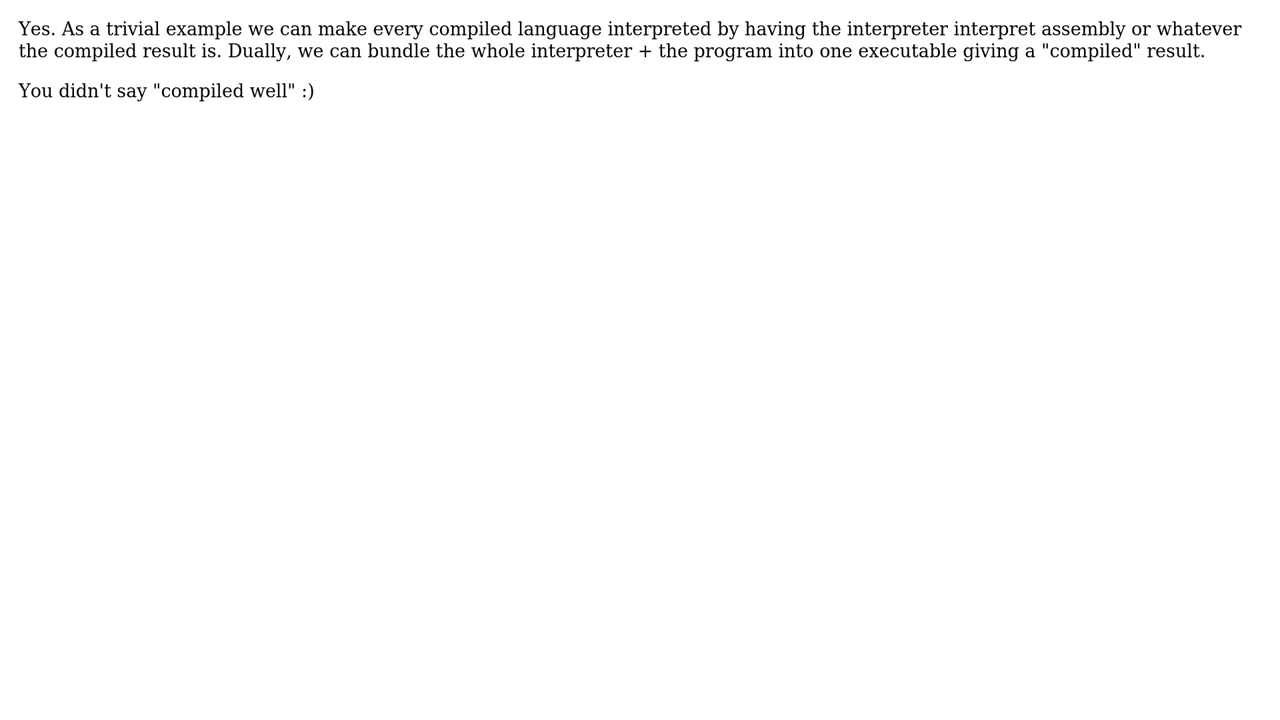 Yes. As a trivial example we can make every compiled language interpreted by having the interpreter interpret assembly or whatever
the compiled result is. Dually, we can bundle the whole interpreter + the program into one executable giving a "compiled" result.
You didn't say "compiled well" :)